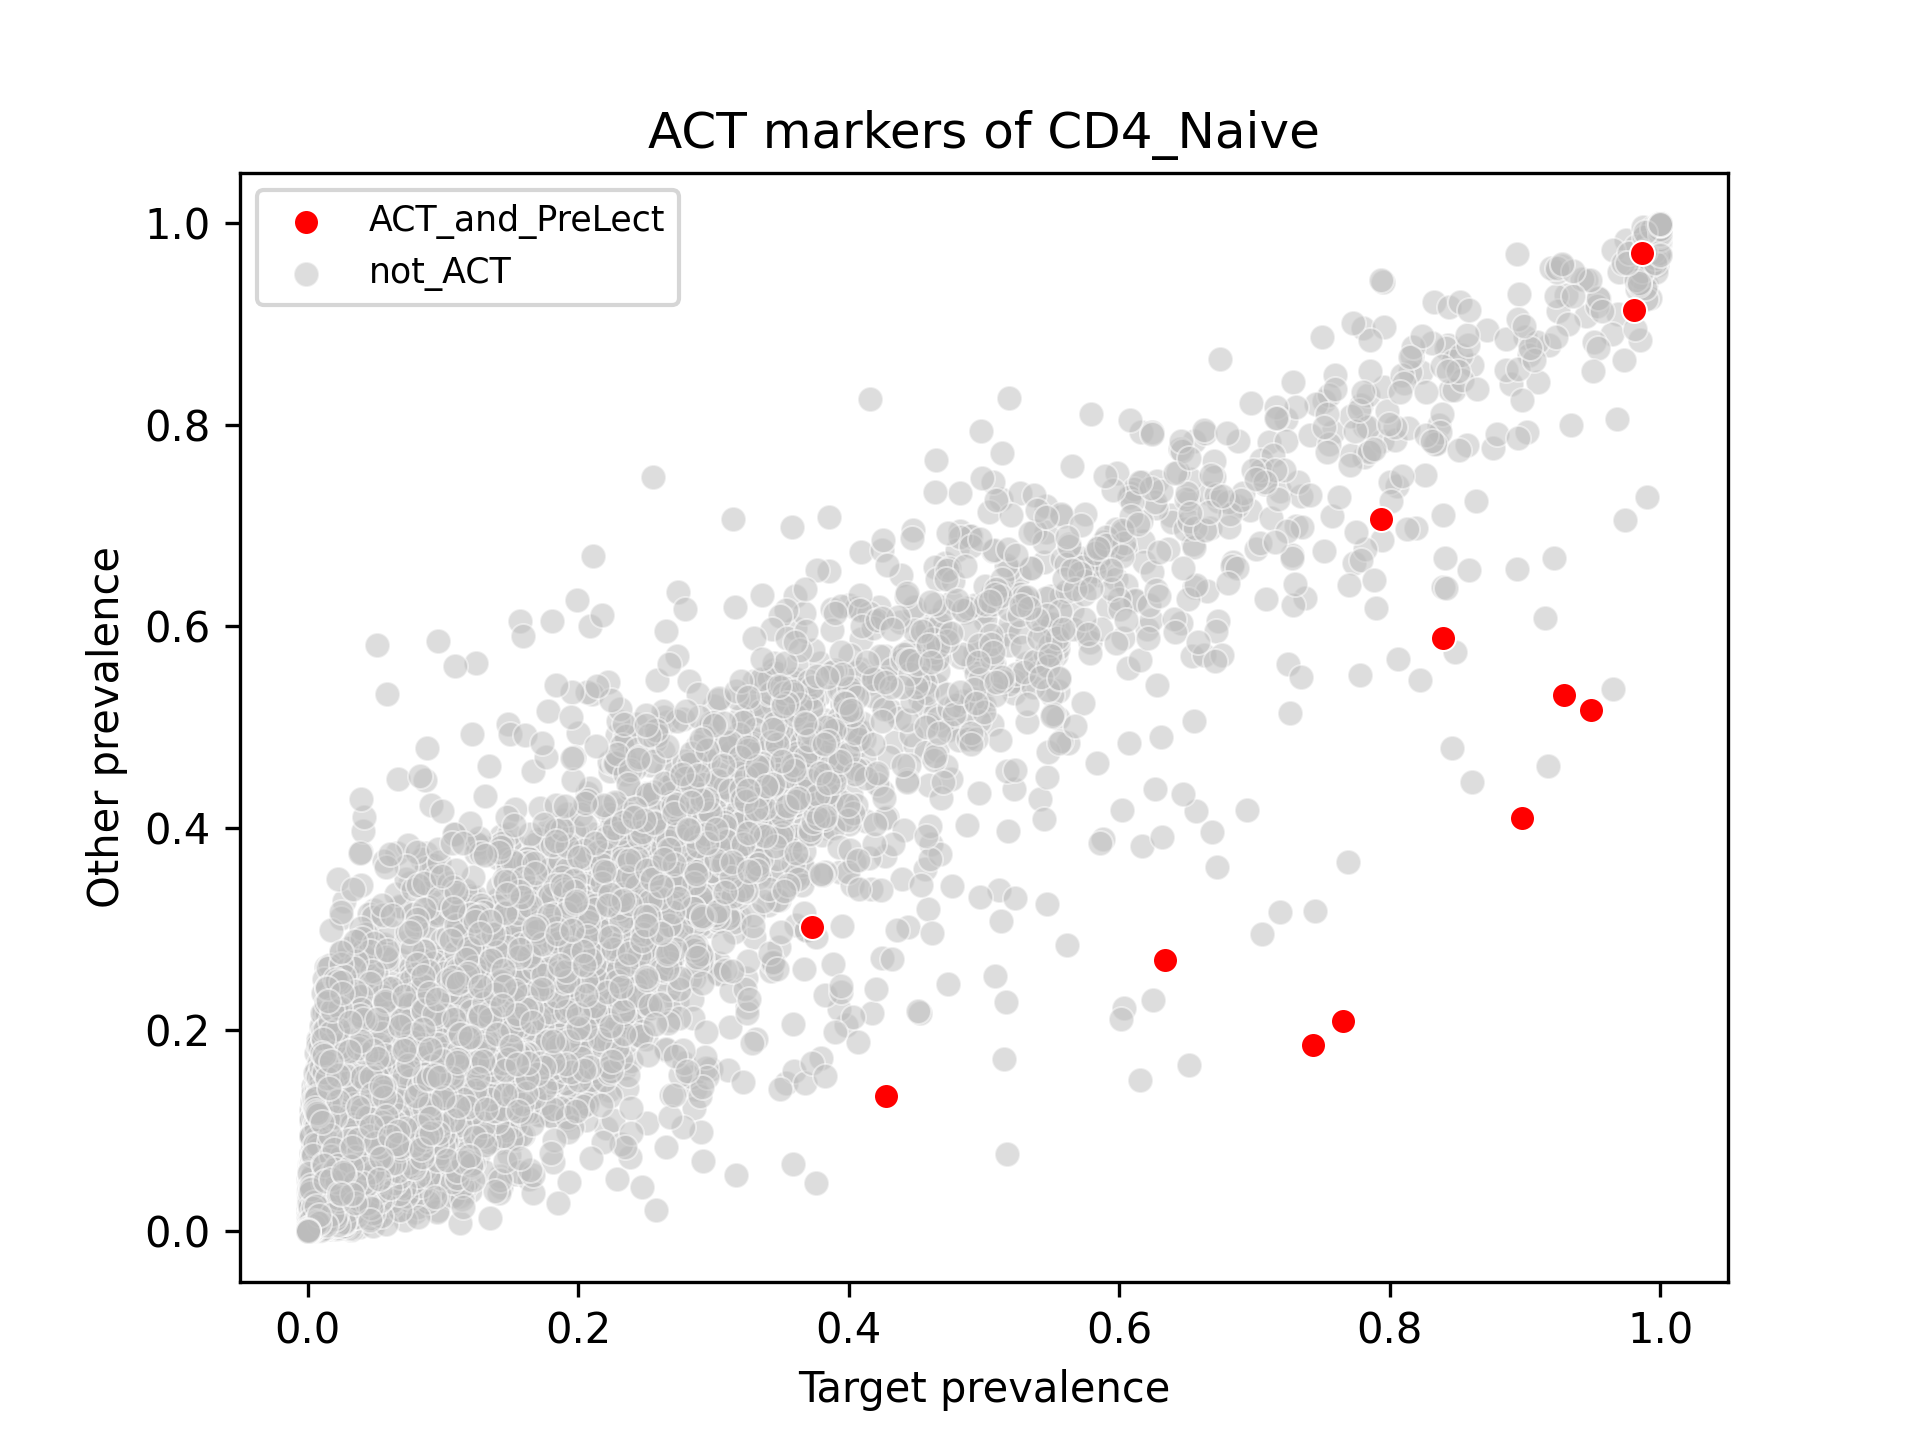 ACT markers of CD4_Naive
ACT_and_PreLect
not_ACT
1.0
0.8
0.6
0.4
0.2
0.0
Other prevalence
0.0 0.2 0.4 0.6 0.8 1.0
Target prevalence